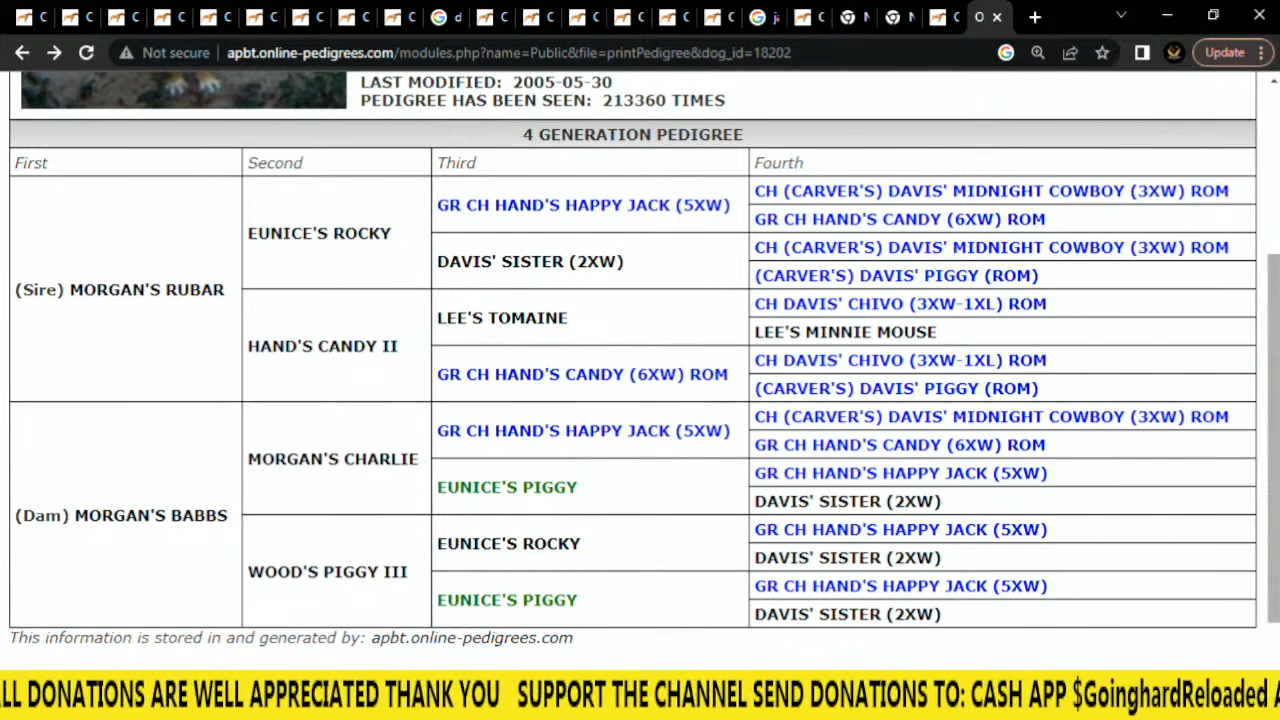 C C C C C C C C C d C C C C C C j C N N C O
Not secure apbt.online-pedigrees.com/modules.php?name=Public&file=printPedigree&dog_id=18202 Update
LAST MODIFIED: 2005-05-30
PEDIGREE HAS BEEN SEEN: 213360 TIMES
4 GENERATION PEDIGREE
First Second Third Fourth
(Sire) MORGAN'S RUBAR
EUNICE'S ROCKY
GR CH HAND'S HAPPY JACK (5XW)
CH (CARVER'S) DAVIS' MIDNIGHT COWBOY (3XW) ROM
GR CH HAND'S CANDY (6XW) ROM
DAVIS' SISTER (2XW)
CH (CARVER'S) DAVIS' MIDNIGHT COWBOY (3XW) ROM
(CARVER'S) DAVIS' PIGGY (ROM)
HAND'S CANDY II
LEE'S TOMAINE
CH DAVIS' CHIVO (3XW-1XL) ROM
LEE'S MINNIE MOUSE
GR CH HAND'S CANDY (6XW) ROM
CH DAVIS' CHIVO (3XW-1XL) ROM
(CARVER'S) DAVIS' PIGGY (ROM)
(Dam) MORGAN'S BABBS
MORGAN'S CHARLIE
GR CH HAND'S HAPPY JACK (5XW)
CH (CARVER'S) DAVIS' MIDNIGHT COWBOY (3XW) ROM
GR CH HAND'S CANDY (6XW) ROM
EUNICE'S PIGGY
GR CH HAND'S HAPPY JACK (5XW)
DAVIS' SISTER (2XW)
WOOD'S PIGGY III
EUNICE'S ROCKY
GR CH HAND'S HAPPY JACK (5XW)
DAVIS' SISTER (2XW)
EUNICE'S PIGGY
GR CH HAND'S HAPPY JACK (5XW)
DAVIS' SISTER (2XW)
This information is stored in and generated by: apbt.online-pedigrees.com
LL DONATIONS ARE WELL APPRECIATED THANK YOU SUPPORT THE CHANNEL SEND DONATIONS TO: CASH APP $GoinghardReloaded A